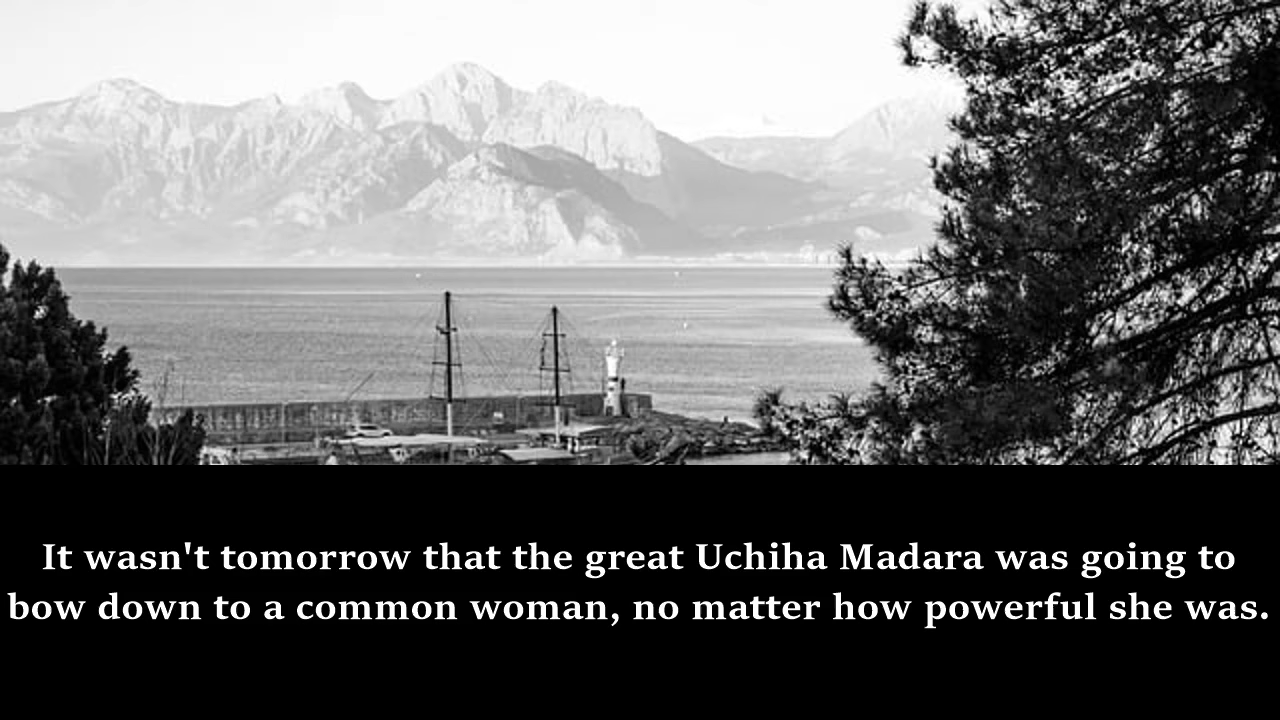 It wasn't tomorrow that the great Uchiha Madara was going to
bow down to a common woman, no matter how powerful she was.